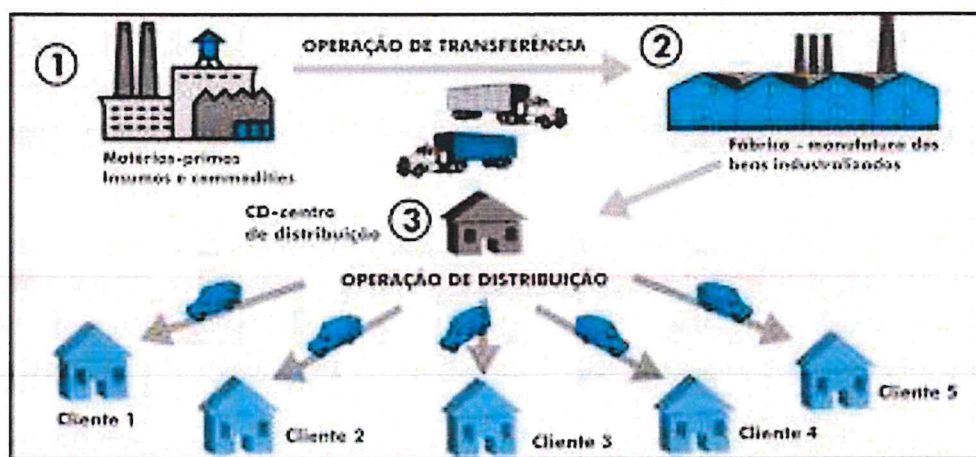 1
OPERAÇÃO DE TRANSFERÊNCIA
2
Matérias-primas
Insumos e commodities
Fábrica - manufatura dos
bens industralizados
CD-centro
de distribuição
3
OPERAÇÃO DE DISTRIBUIÇÃO
Cliente 1
Cliente 2
Cliente 3
Cliente 4
Cliente 5